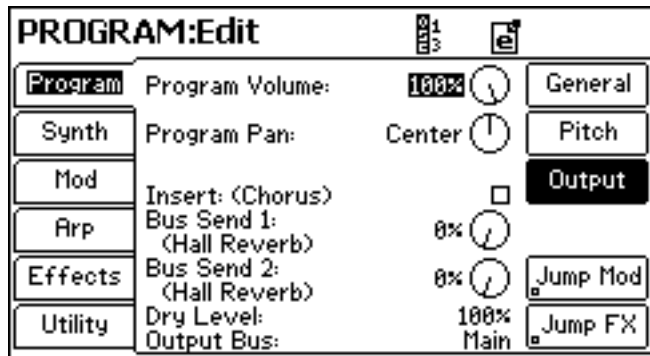 PROGRAM:Edit
Program
Program Volume: 100%
General
Synth
Program Pan: Center
Pitch
Mod
Insert: (Chorus)
Output
Arp
Bus Send 1: 0%
(Hall Reverb)
Effects
Bus Send 2: 0%
(Hall Reverb)
Jump Mod
Utility
Dry Level: 100%
Output Bus: Main
Jump FX